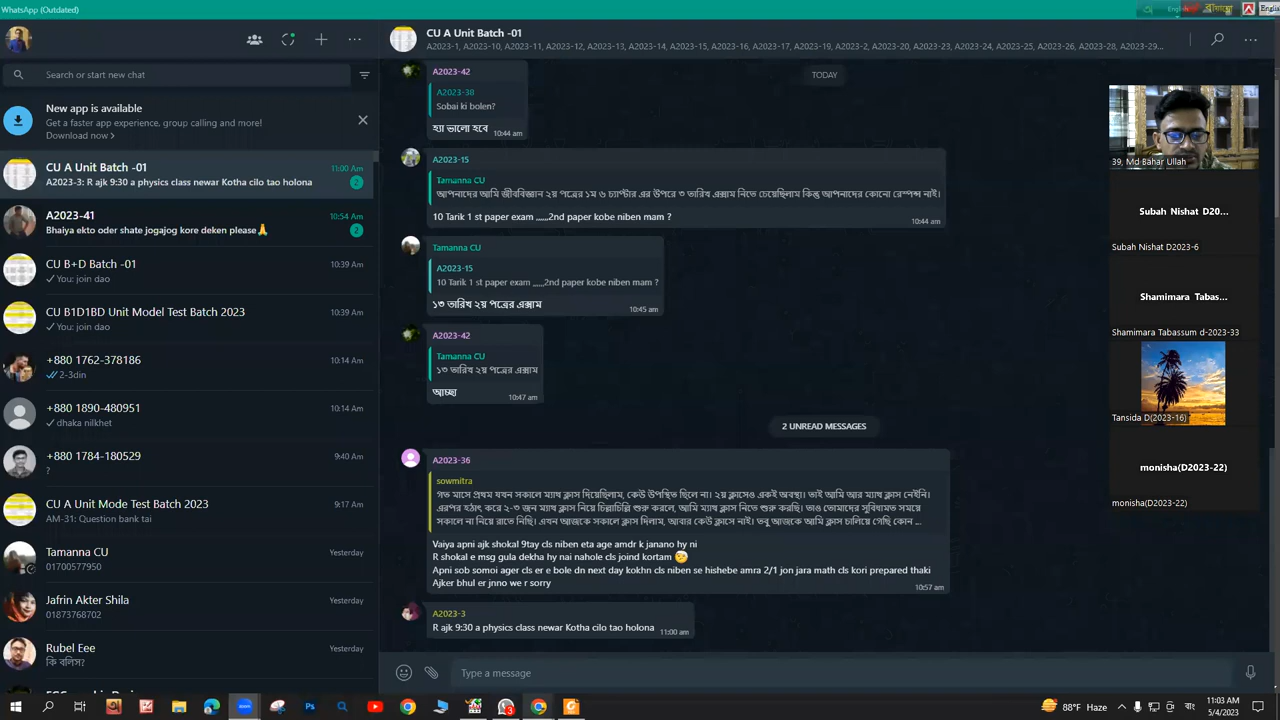 WhatsApp (Outdated)
English
Search or start new chat
New app is available
Get a faster app experience, group calling and more!
Download now >
CU A Unit Batch -01
11:00 Am
A2023-3: R ajk 9:30 a physics class newar Kotha cilo tao holona
2
A2023-41
10:54 Am
Bhaiya ekto oder shate jogajog kore deken please🙏
2
CU B+D Batch -01
10:39 Am
You: join dao
CU B1D1BD Unit Model Test Batch 2023
10:39 Am
You: join dao
+880 1762-378186
10:14 Am
2-3din
+880 1890-480951
10:14 Am
dhaka nilkhet
+880 1784-180529
9:40 Am
?
CU A Unit Mode Test Batch 2023
9:17 Am
AM-31: Question bank tai
Tamanna CU
Yesterday
01700577950
Jafrin Akter Shila
Yesterday
01873768702
Rubel Eee
Yesterday
কি বলিস?
CU A Unit Batch -01
A2023-1, A2023-10, A2023-11, A2023-12, A2023-13, A2023-14, A2023-15, A2023-16, A2023-17, A2023-19, A2023-2, A2023-20, A2023-23, A2023-24, A2023-25, A2023-26, A2023-28, A2023-29...
TODAY
A2023-42
A2023-38
Sobai ki bolen?
হ্যা ভালো হবে
10:44 am
A2023-15
Tamanna CU
আপনাদের আমি জীববিজ্ঞান ২য় পত্রের ১ম ৬ চ্যাপ্টার এর উপরে ৩ তারিখ এক্সাম নিতে চেয়েছিলাম কিন্তু আপনাদের কোনো রেস্পন্স নাই।
10 Tarik 1 st paper exam ,,,,,,2nd paper kobe niben mam ?
10:44 am
Tamanna CU
A2023-15
10 Tarik 1 st paper exam ,,,,,,2nd paper kobe niben mam ?
১৩ তারিখ ২য় পত্রের এক্সাম
10:45 am
A2023-42
Tamanna CU
১৩ তারিখ ২য় পত্রের এক্সাম
আচ্ছা
10:47 am
2 UNREAD MESSAGES
A2023-36
sowmitra
গত মাসে প্রথম যখন সকালে ম্যাথ ক্লাস দিয়েছিলাম, কেউ উপস্থিত ছিলে না। ২য় ক্লাসেও একই অবস্থা। তাই আমি আর ম্যাথ ক্লাস নেইনি।
এরপর হঠাৎ করে ২-৩ জন ম্যাথ ক্লাস নিয়ে চিল্লাচিল্লি শুরু করলে, আমি ম্যাথ ক্লাস নিতে শুরু করছি। তাও তোমাদের সুবিধামত সময়ে
সকালে না নিয়ে রাতে নিছি। এখন আজকে সকালে ক্লাস দিলাম, আবার কেউ ক্লাসে নাই। তবু আজকে আমি ক্লাস চালিয়ে গেছি কোন ...
Vaiya apni ajk shokal 9tay cls niben eta age amdr k janano hy ni
R shokal e msg gula dekha hy nai nahole cls joind kortam 🤕
Apni sob somoi ager cls er e bole dn next day kokhn cls niben se hishebe amra 2/1 jon jara math cls kori prepared thaki
Ajker bhul er jnno we r sorry
10:57 am
A2023-3
R ajk 9:30 a physics class newar Kotha cilo tao holona
11:00 am
Type a message
39, Md Bahar Ullah
Subah Nishat D20...
Subah Nishat D2023-6
Shamimara Tabas...
Shamimara Tabassum d-2023-33
Tansida D(2023-16)
monisha(D2023-22)
monisha(D2023-22)
88°F Haze
11:03 AM
5/4/2023